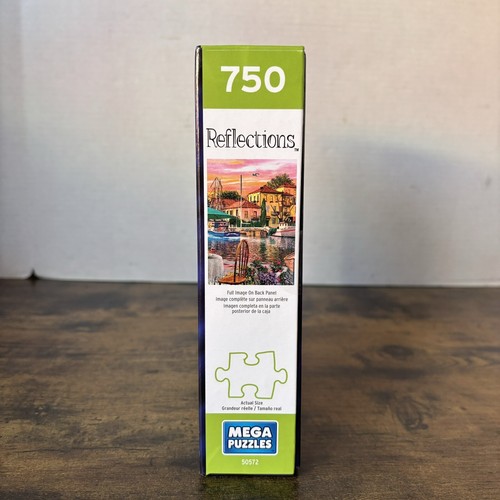 750
Reflections™
Full Image On Back Panel
Image complète sur panneau arrière
Imagen completa en la parte
posterior de la caja
Actual Size
Grandeur réelle / Tamaño real
MEGA
PUZZLES
50572